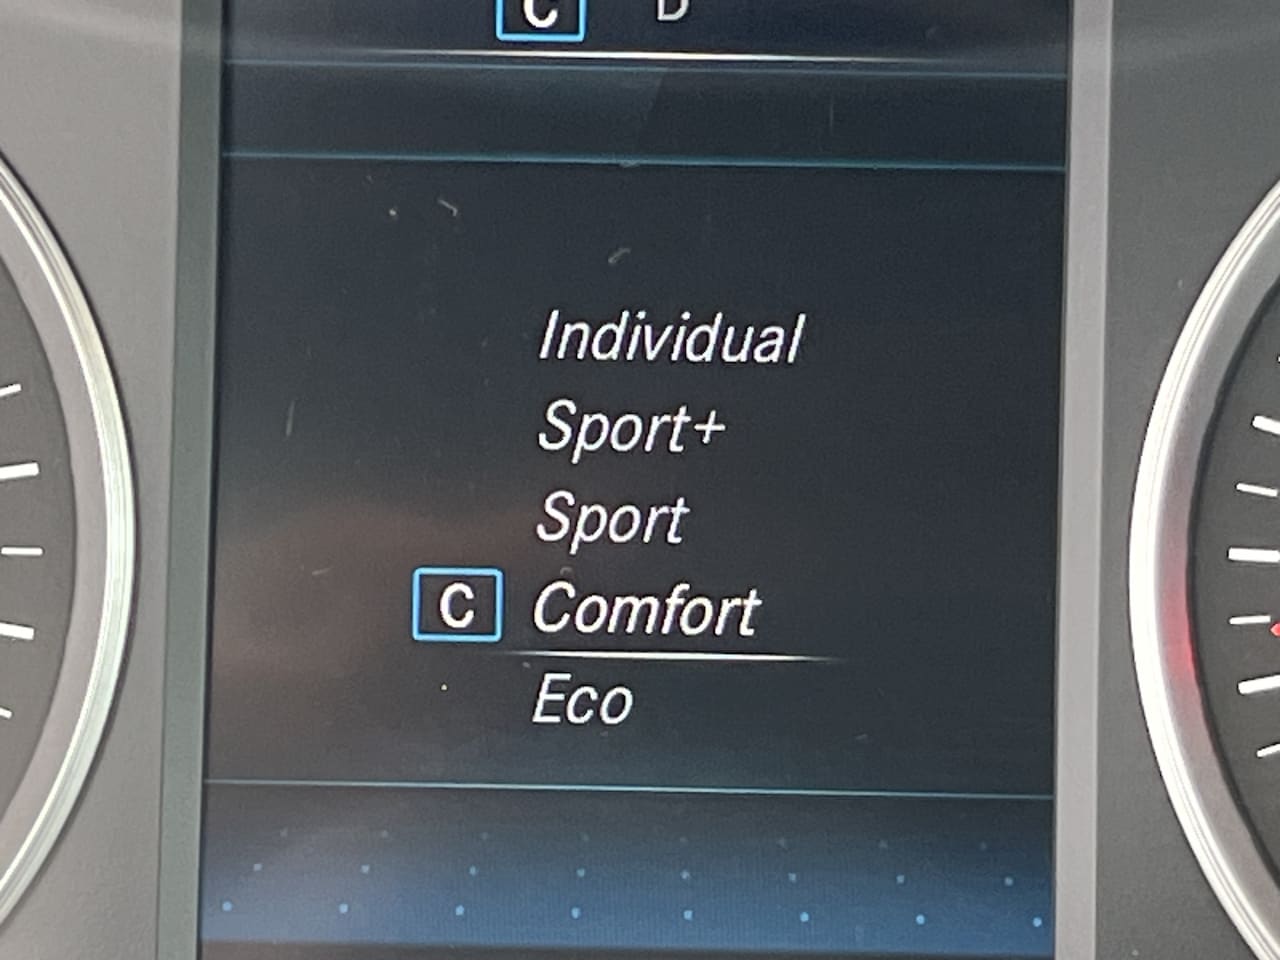 C D
Individual
Sport+
Sport
C Comfort
Eco